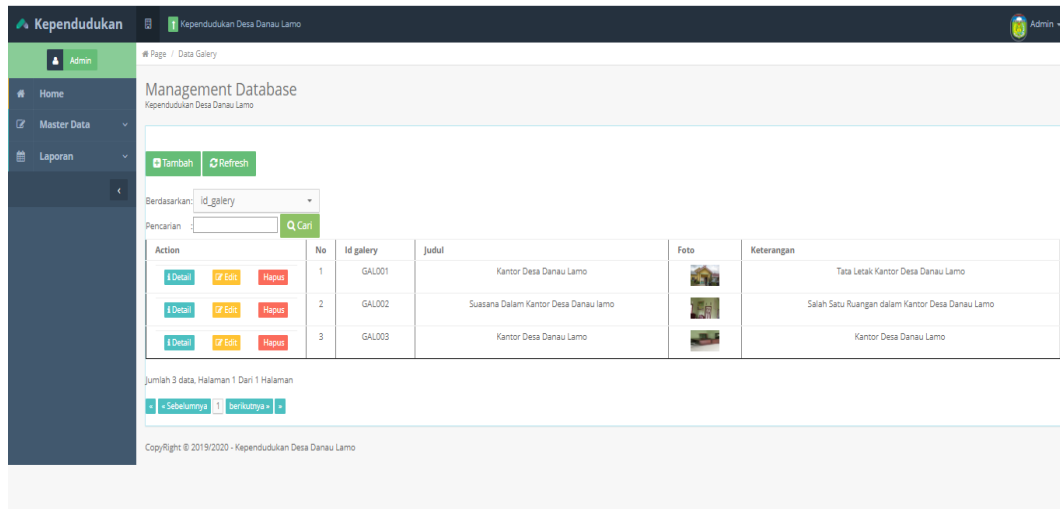 Kependudukan
Kependudukan Desa Danau Lamo
Admin
Admin
Page / Data Galery
Home
Master Data
Laporan
Management Database
Kependudukan Desa Danau Lamo
Tambah Refresh
Berdasarkan: id_galery
Pencarian : Cari
Action No Id galery Judul Foto Keterangan
Detail Edit Hapus 1 GAL001 Kantor Desa Danau Lamo Tata Letak Kantor Desa Danau Lamo
Detail Edit Hapus 2 GAL002 Suasana Dalam Kantor Desa Danau lamo Salah Satu Ruangan dalam Kantor Desa Danau Lamo
Detail Edit Hapus 3 GAL003 Kantor Desa Danau Lamo Kantor Desa Danau Lamo
Jumlah 3 data, Halaman 1 Dari 1 Halaman
« « Sebelumnya 1 berikutnya » »
CopyRight © 2019/2020 - Kependudukan Desa Danau Lamo